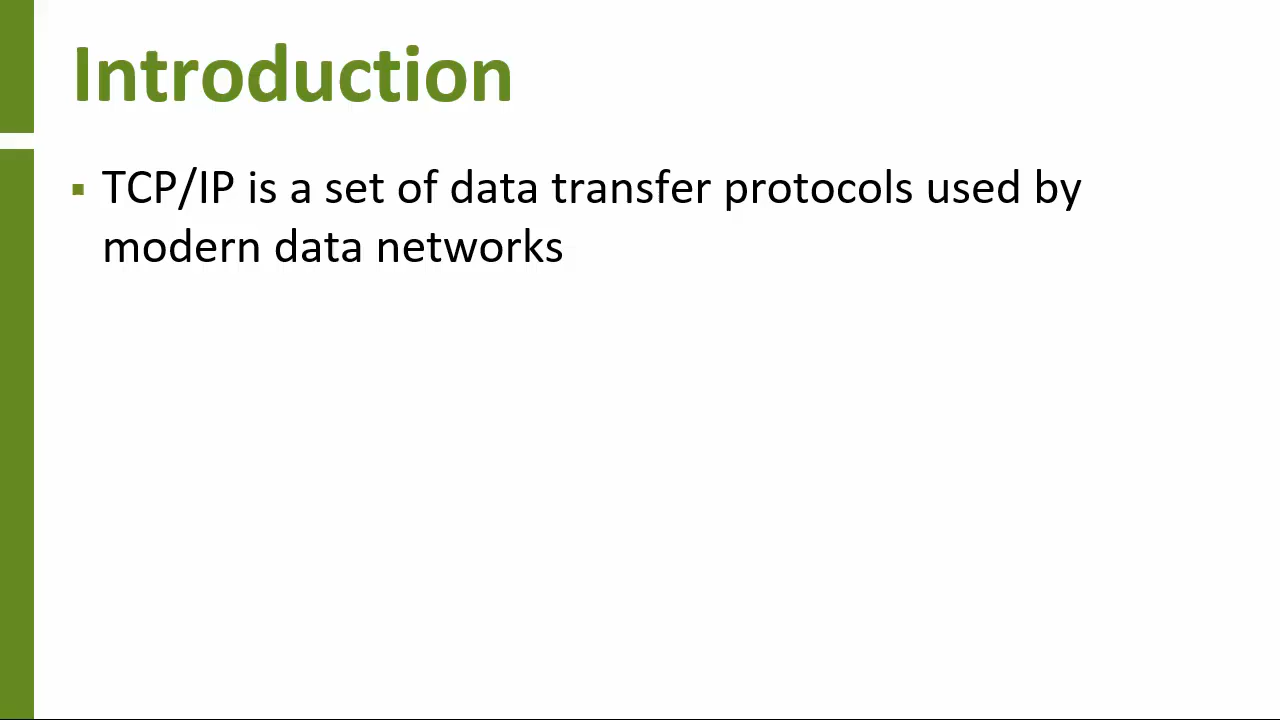 Introduction
▪ TCP/IP is a set of data transfer protocols used by
modern data networks